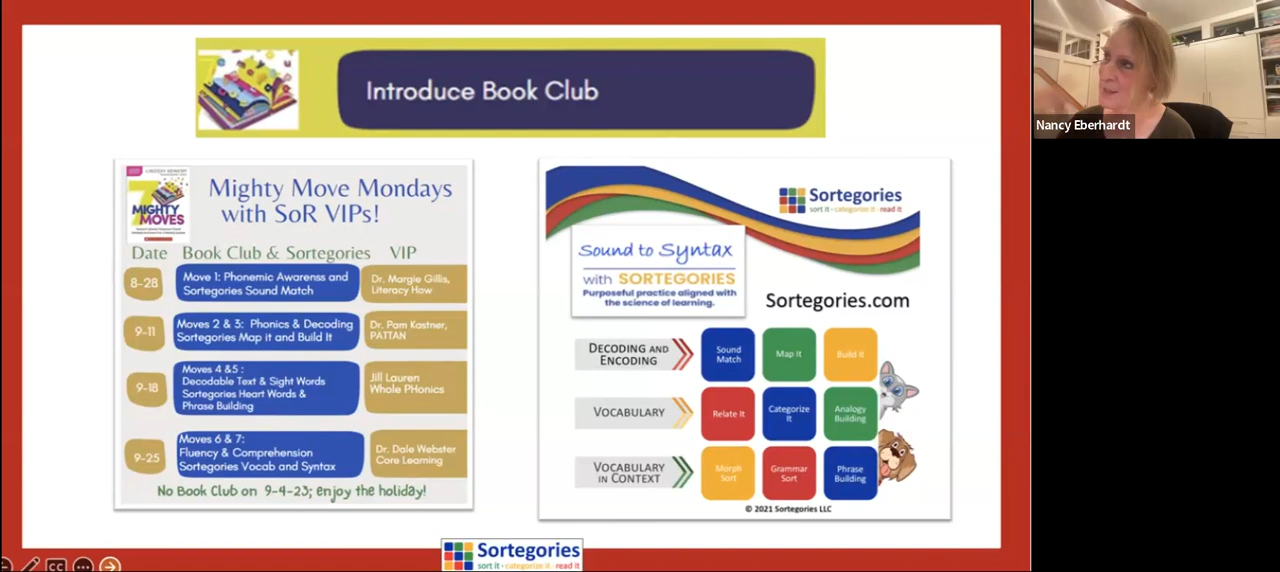 Introduce Book Club
7
MIGHTY
MOVES
Mighty Move Mondays
with SoR VIPs!
Date Book Club & Sortegories VIP
8-28
Move 1: Phonemic Awarenss and
Sortegories Sound Match
Dr. Margie Gillis,
Literacy How
9-11
Moves 2 & 3: Phonics & Decoding
Sortegories Map it and Build It
Dr. Pam Kastner,
PATTAN
9-18
Moves 4 &5 :
Decodable Text & Sight Words
Sortegories Heart Words &
Phrase Building
Jill Lauren
Whole PHonics
9-25
Moves 6 & 7:
Fluency & Comprehension
Sortegories Vocab and Syntax
Dr. Dale Webster
Core Learning
No Book Club on 9-4-23; enjoy the holiday!
Sortegories
sort it · categorize it · read it
Sound to Syntax
with SORTEGORIES
Purposeful practice aligned with
the science of learning.
Sortegories.com
DECODING AND
ENCODING
Sound
Match
Map It
Build It
VOCABULARY
Relate It
Categorize
It
Analogy
Building
VOCABULARY
IN CONTEXT
Morph
Sort
Grammar
Sort
Phrase
Building
© 2021 Sortegories LLC
Sortegories
sort it · categorize it · read it
CC
Nancy Eberhardt